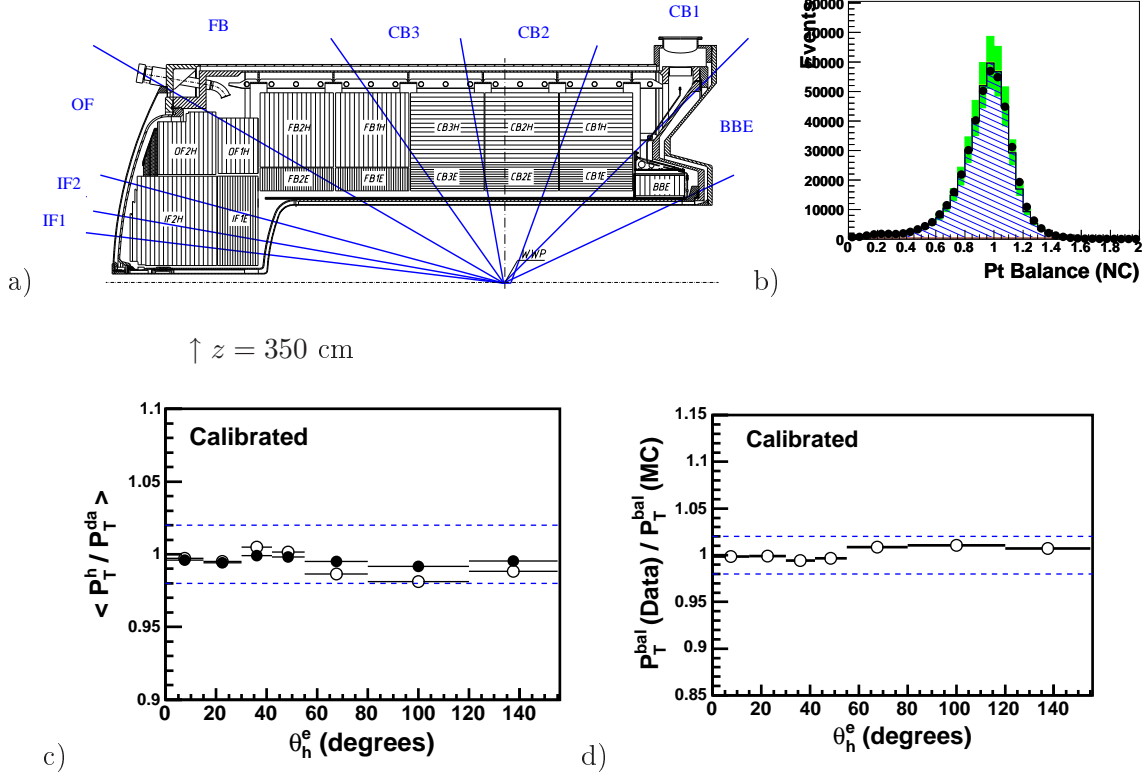 FB
CB3
CB2
CB1
OF
BBE
IF2
IF1
FB2H
FB1H
CB3H
CB2H
CB1H
OF2H
OF1H
FB2E
FB1E
CB3E
CB2E
CB1E
BBE
IF2H
IF1E
WWP
a)
↑ z = 350 cm
Events
80000
70000
60000
50000
40000
30000
20000
10000
0
0 0.2 0.4 0.6 0.8 1 1.2 1.4 1.6 1.8 2
Pt Balance (NC)
b)
Calibrated
< P_T^h / P_T^da >
1.1
1.05
1
0.95
0.9
0 20 40 60 80 100 120 140
θ_h^e (degrees)
c)
Calibrated
P_T^bal (Data) / P_T^bal (MC)
1.15
1.1
1.05
1
0.95
0.9
0.85
0 20 40 60 80 100 120 140
θ_h^e (degrees)
d)